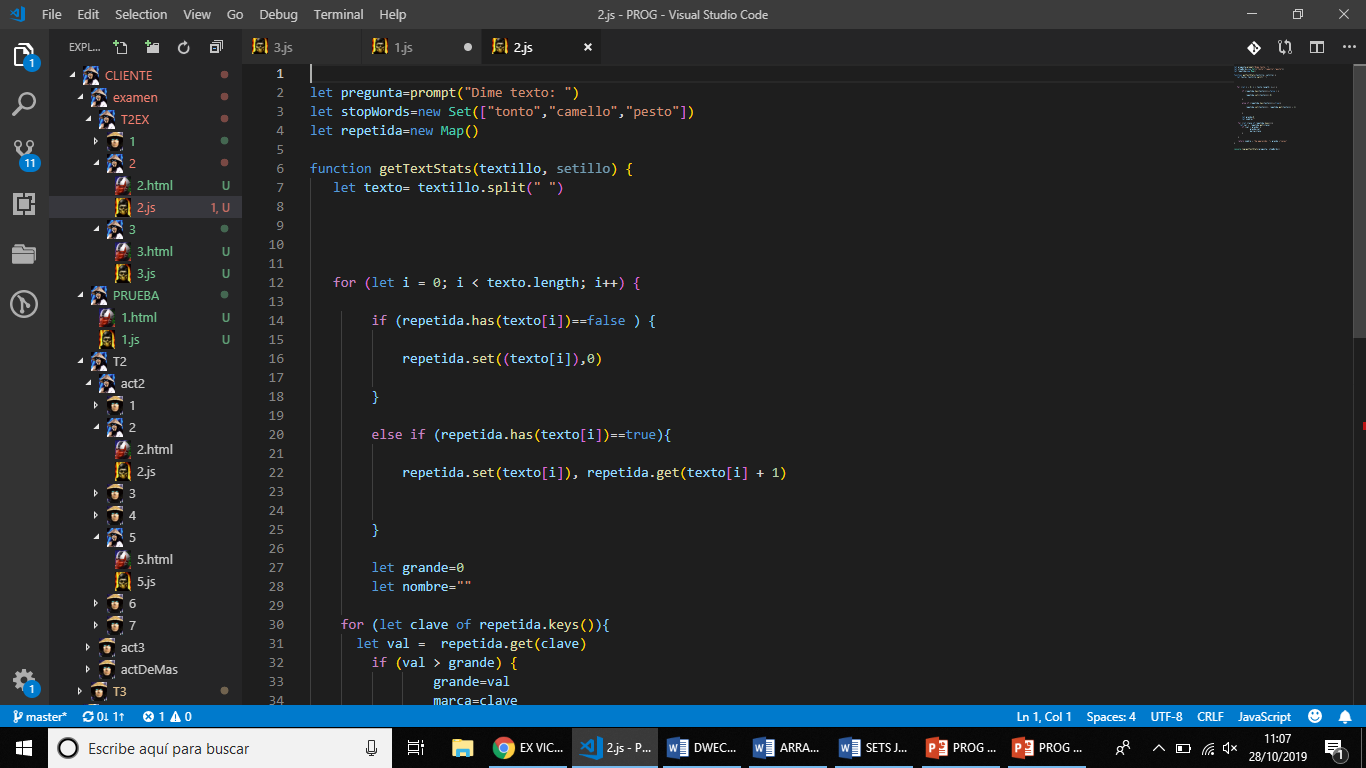 File Edit Selection View Go Debug Terminal Help 2.js - PROG - Visual Studio Code
EXPL...
3.js 1.js 2.js
1
11
1
CLIENTE
examen
T2EX
1
2
2.html U
2.js 1, U
3
3.html U
3.js U
PRUEBA
1.html U
1.js U
T2
act2
1
2
2.html
2.js
3
4
5
5.html
5.js
6
7
act3
actDeMas
T3
1
2 let pregunta=prompt("Dime texto: ")
3 let stopWords=new Set(["tonto","camello","pesto"])
4 let repetida=new Map()
5
6 function getTextStats(textillo, setillo) {
7 let texto= textillo.split(" ")
8
9
10
11
12 for (let i = 0; i < texto.length; i++) {
13
14 if (repetida.has(texto[i])==false ) {
15
16 repetida.set((texto[i]),0)
17
18 }
19
20 else if (repetida.has(texto[i])==true){
21
22 repetida.set(texto[i]), repetida.get(texto[i] + 1)
23
24
25 }
26
27 let grande=0
28 let nombre=""
29
30 for (let clave of repetida.keys()){
31 let val =  repetida.get(clave)
32 if (val > grande) {
33 grande=val
34 marca=clave
master* 0↓ 1↑ 1 0 Ln 1, Col 1 Spaces: 4 UTF-8 CRLF JavaScript
Escribe aquí para buscar EX VIC... 2.js - P... DWEC... ARRA... SETS J... PROG ... PROG ... 11:07
28/10/2019 1